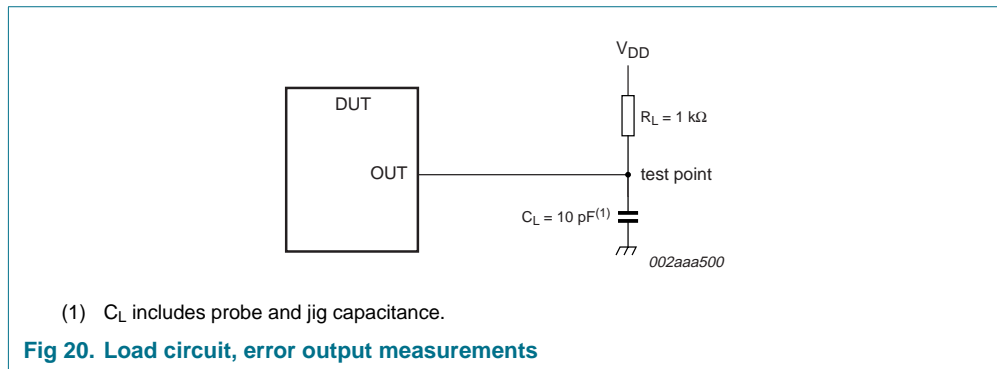 V_DD
DUT
R_L = 1 kΩ
OUT
test point
C_L = 10 pF(1)
002aaa500
(1) C_L includes probe and jig capacitance.
Fig 20. Load circuit, error output measurements